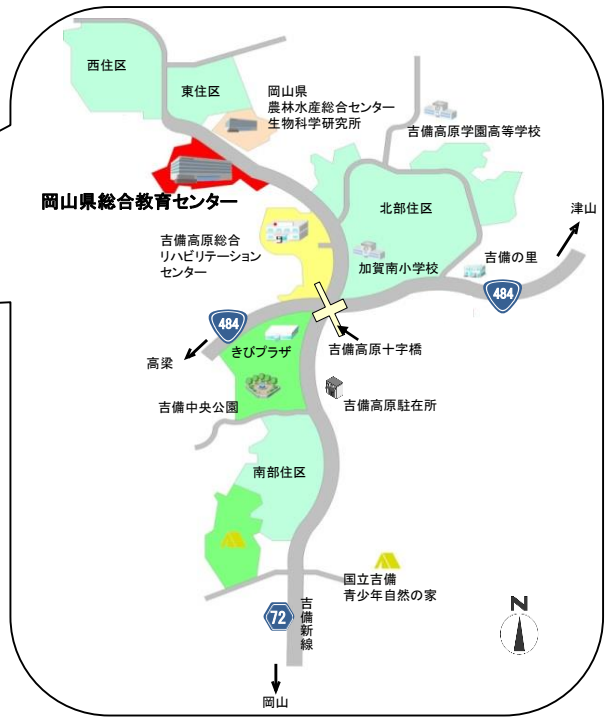 西住区
東住区
岡山県
農林水産総合センター
生物科学研究所
吉備高原学園高等学校
岡山県総合教育センター
北部住区
津山
吉備高原総合
リハビリテーション
センター
加賀南小学校
吉備の里
484
484
きびプラザ
吉備高原十字橋
高梁
吉備中央公園
吉備高原駐在所
南部住区
国立吉備
青少年自然の家
72
吉備新線
N
岡山